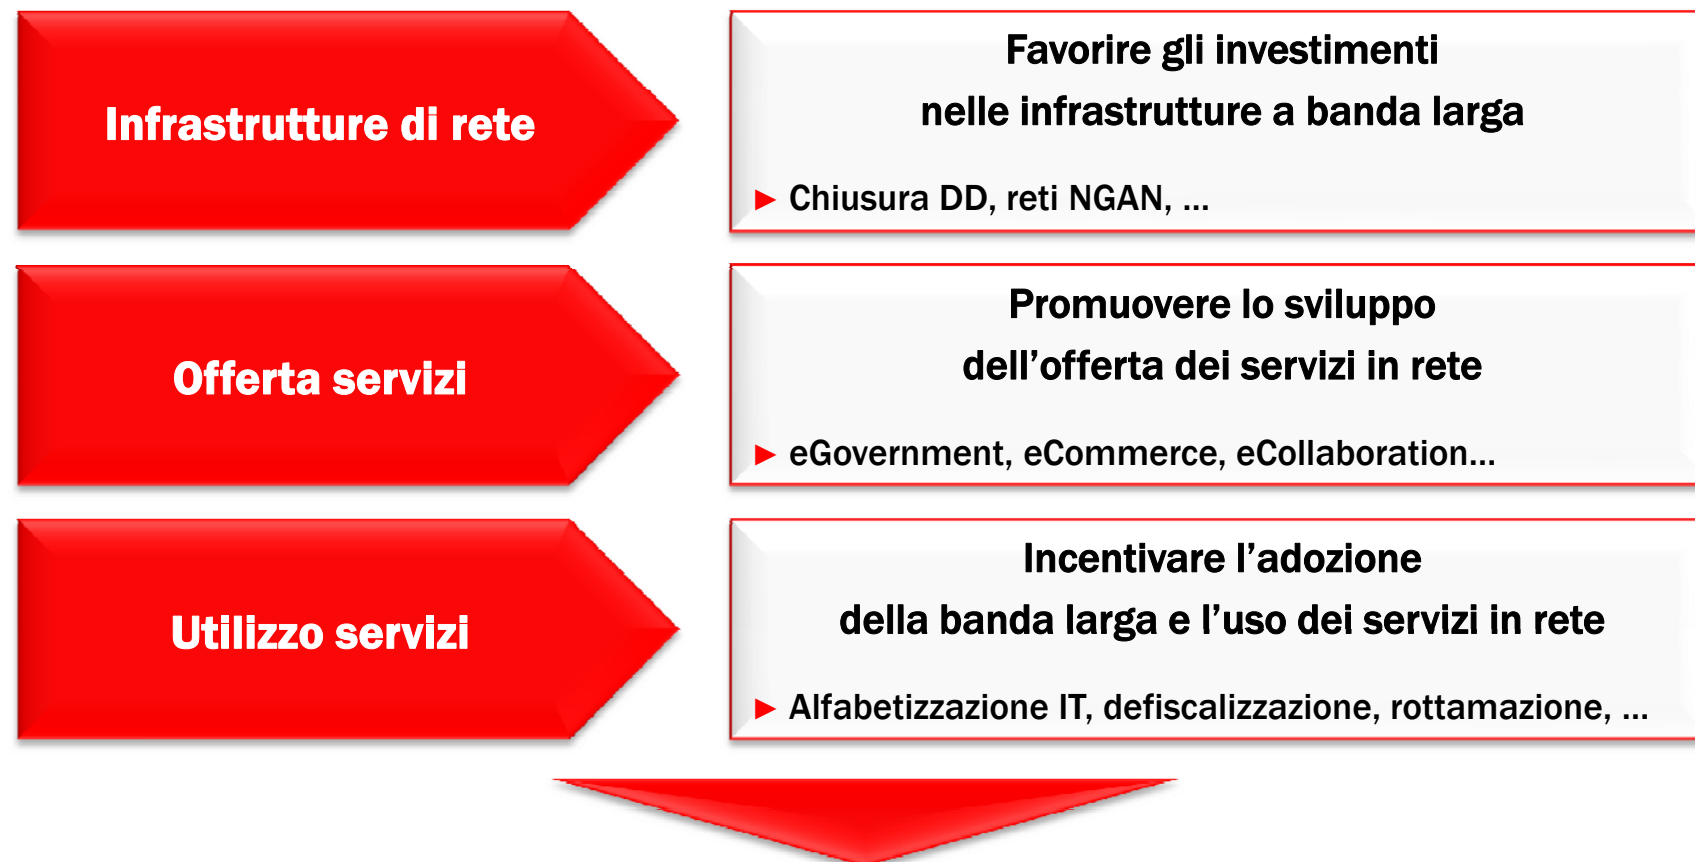 Infrastrutture di rete
Favorire gli investimenti
nelle infrastrutture a banda larga
► Chiusura DD, reti NGAN, ...
Offerta servizi
Promuovere lo sviluppo
dell’offerta dei servizi in rete
► eGovernment, eCommerce, eCollaboration...
Utilizzo servizi
Incentivare l’adozione
della banda larga e l’uso dei servizi in rete
► Alfabetizzazione IT, defiscalizzazione, rottamazione, ...